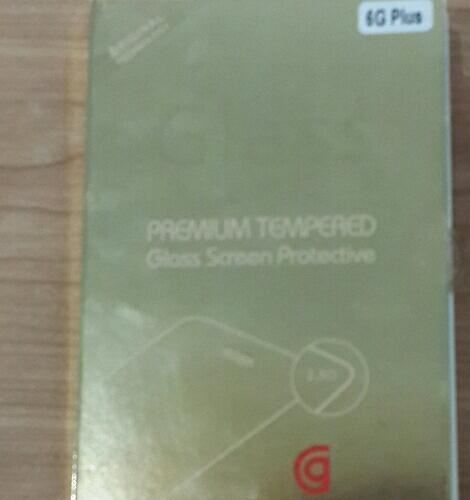 6G Plus
PREMIUM TEMPERED
Glass Screen Protective